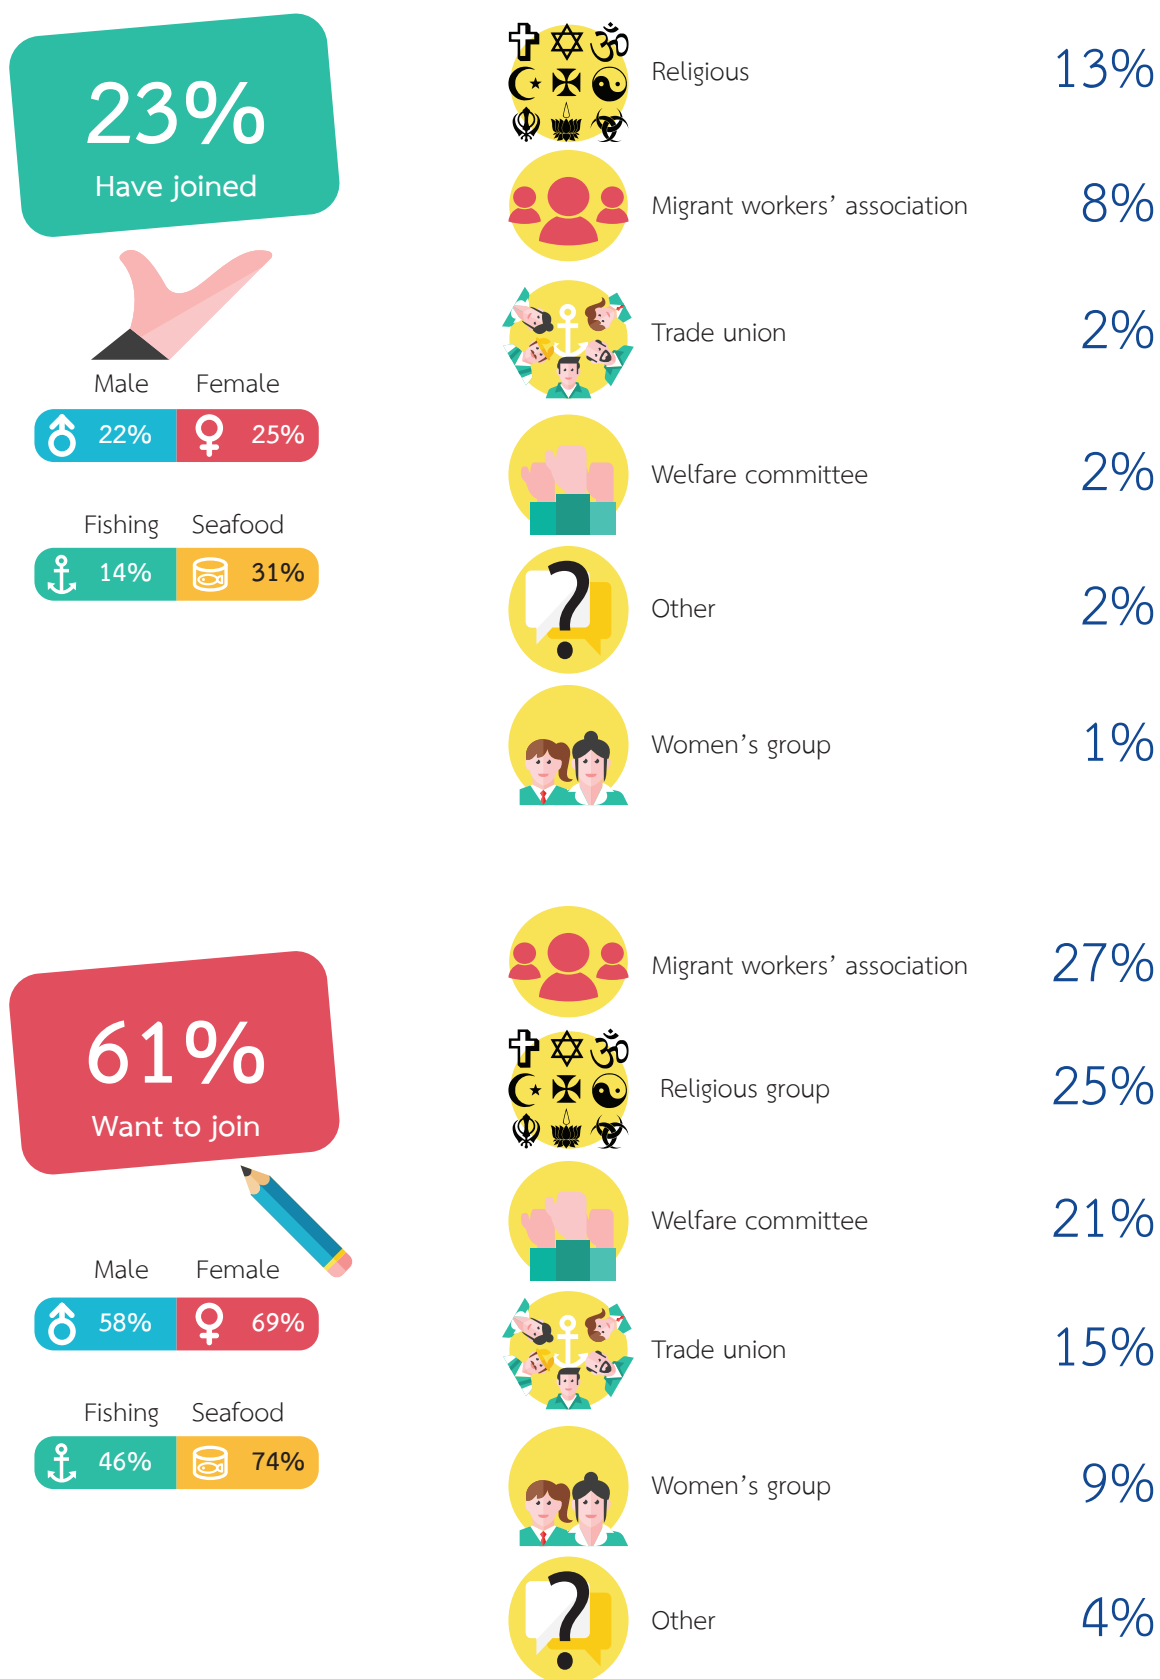 23%
Have joined
Male Female
22% 25%
Fishing Seafood
14% 31%
Religious 13%
Migrant workers’ association 8%
Trade union 2%
Welfare committee 2%
Other 2%
Women’s group 1%
61%
Want to join
Male Female
58% 69%
Fishing Seafood
46% 74%
Migrant workers’ association 27%
Religious group 25%
Welfare committee 21%
Trade union 15%
Women’s group 9%
Other 4%